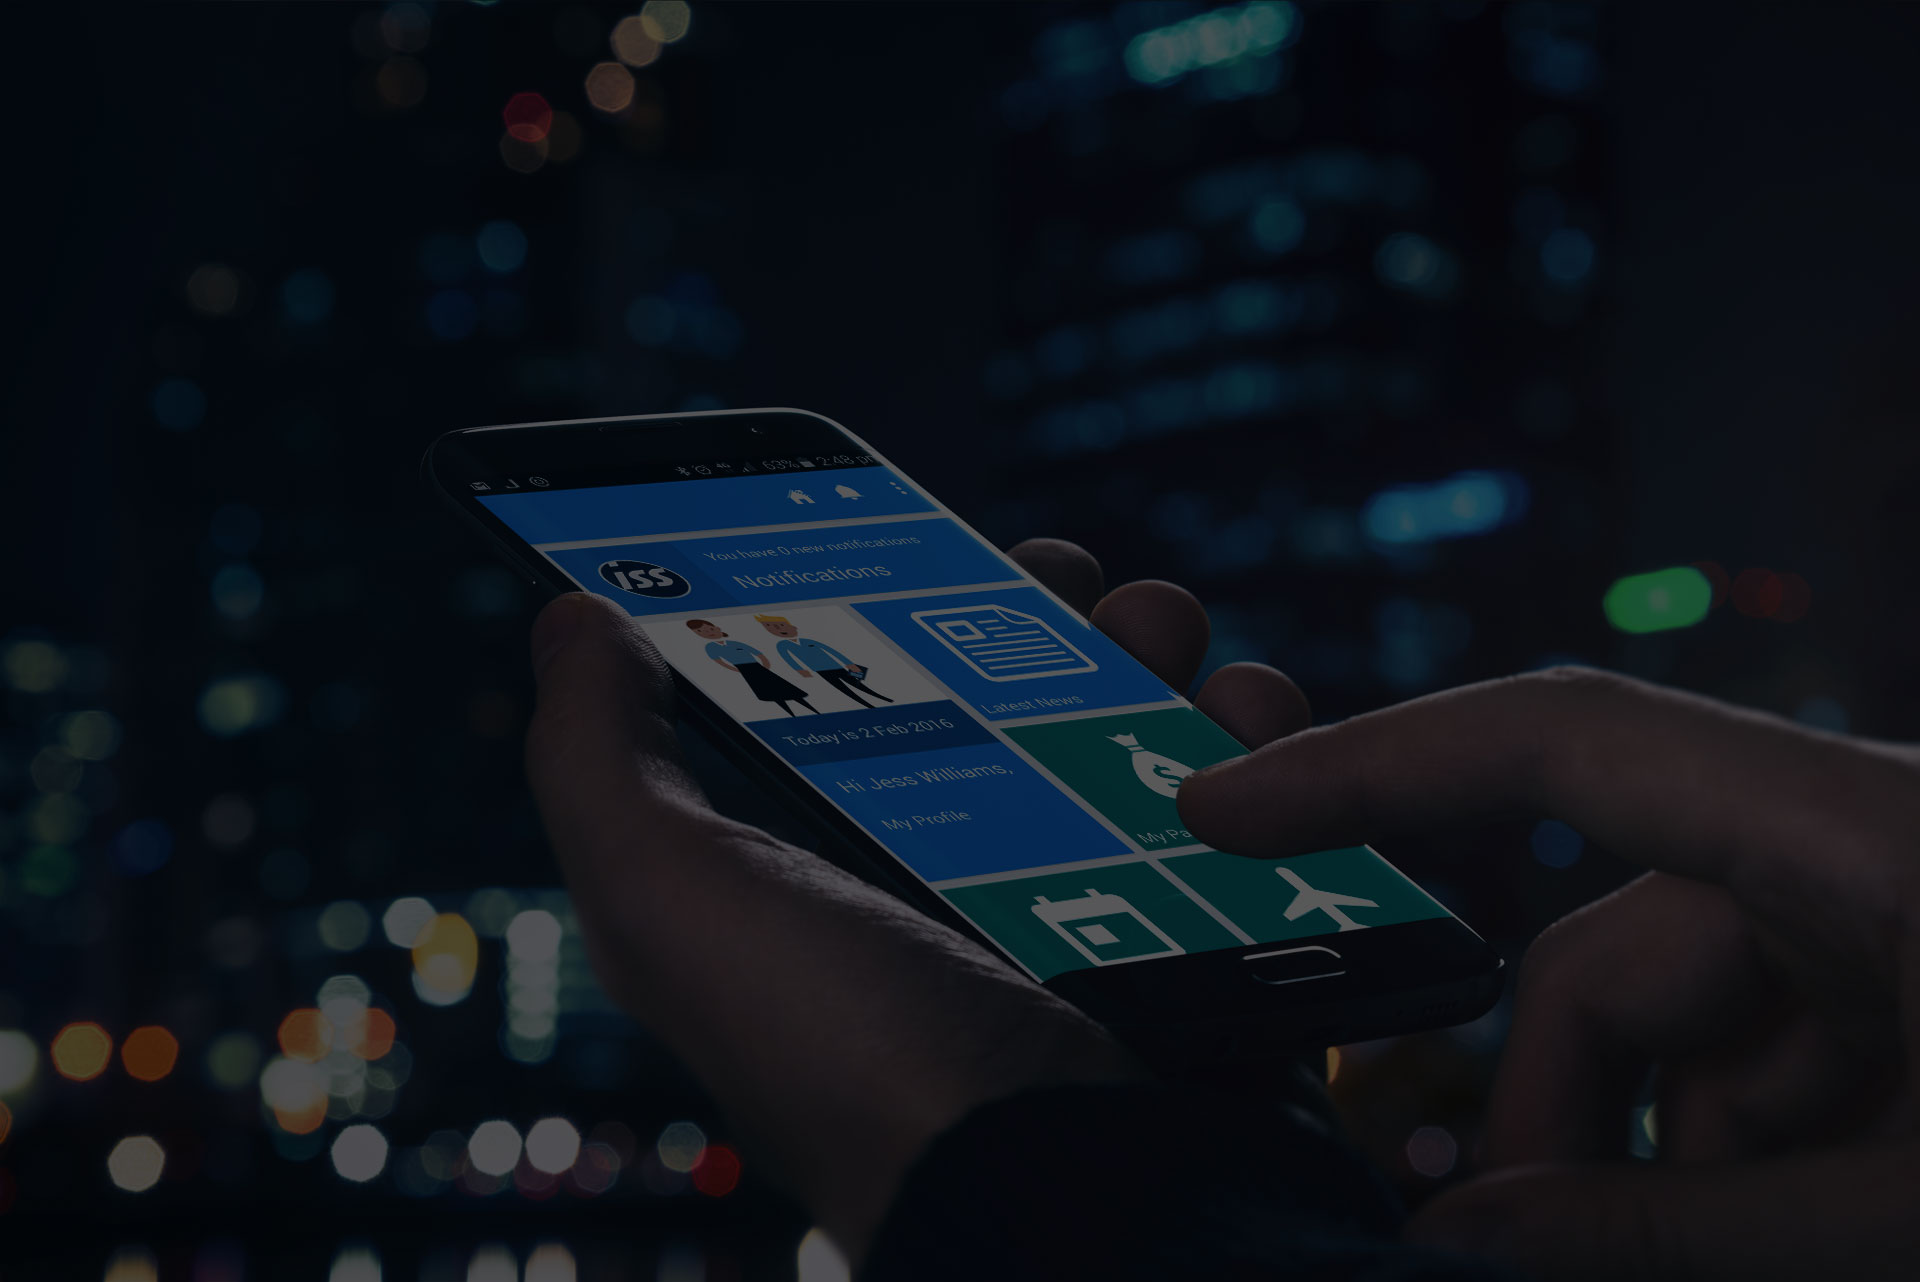 4G 63% 2:48 pm
You have 0 new notifications
Notifications
ISS
Latest News
Today is 2 Feb 2016
Hi Jess Williams,
My Profile
$
My Pa